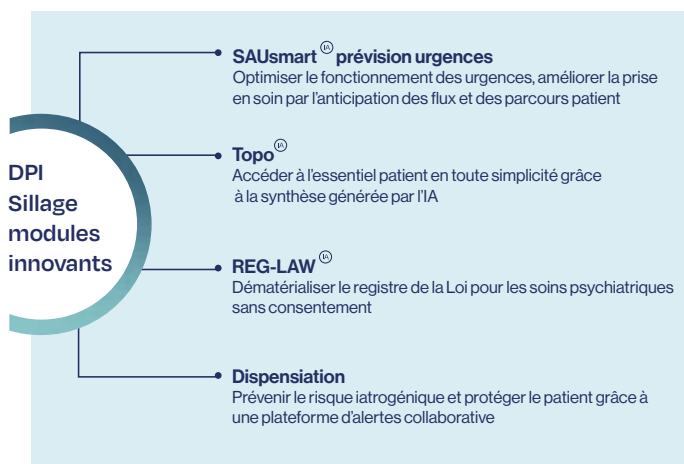 SAUsmart IA prévision urgences
Optimiser le fonctionnement des urgences, améliorer la prise
en soin par l'anticipation des flux et des parcours patient
Topo IA
Accéder à l'essentiel patient en toute simplicité grâce
à la synthèse générée par l'IA
DPI
Sillage
modules
innovants
REG-LAW IA
Dématérialiser le registre de la Loi pour les soins psychiatriques
sans consentement
Dispensiation
Prévenir le risque iatrogénique et protéger le patient grâce à
une plateforme d'alertes collaborative